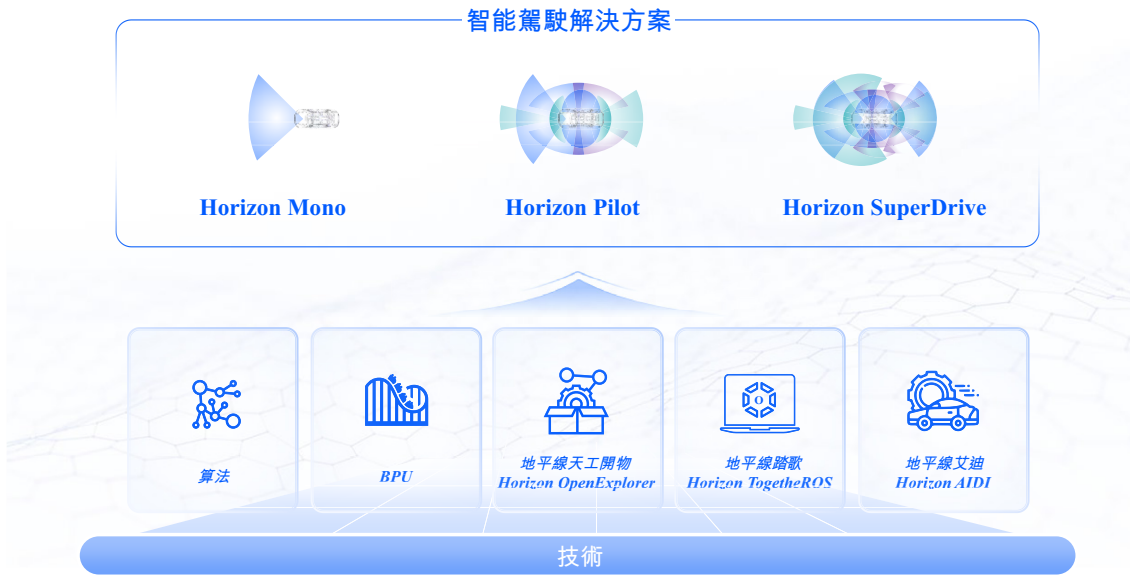 智能駕駛解決方案
Horizon Mono
Horizon Pilot
Horizon SuperDrive
算法
BPU
地平線天工開物
Horizon OpenExplorer
地平線踏歌
Horizon TogetheROS
地平線艾迪
Horizon AIDI
技術